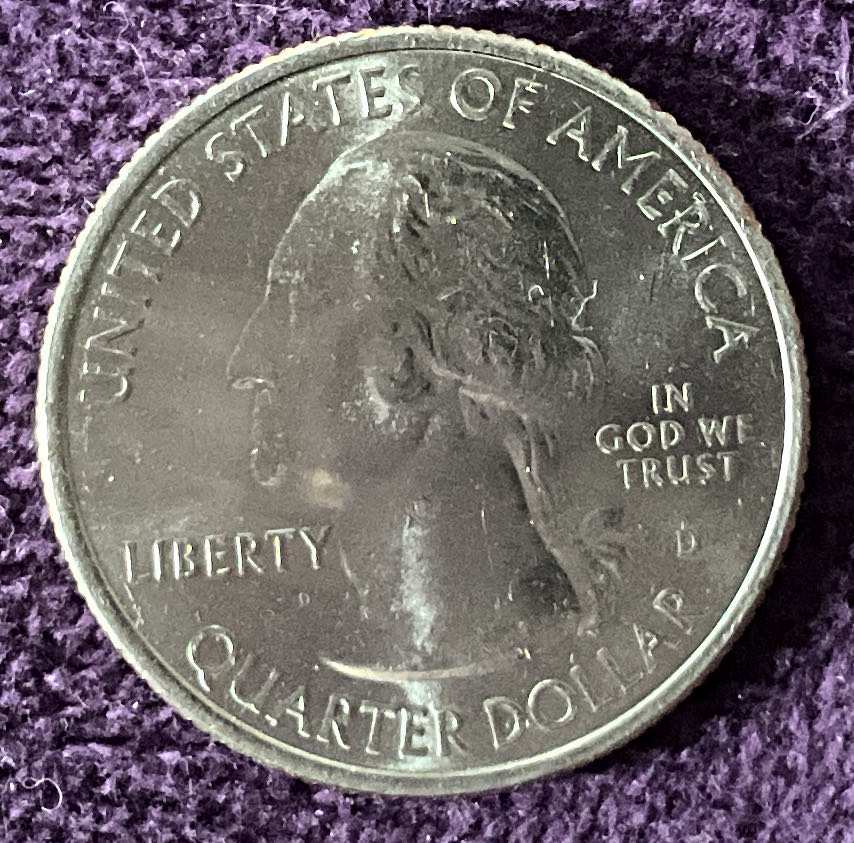 UNITED STATES OF AMERICA
LIBERTY
IN
GOD WE
TRUST
D
QUARTER DOLLAR